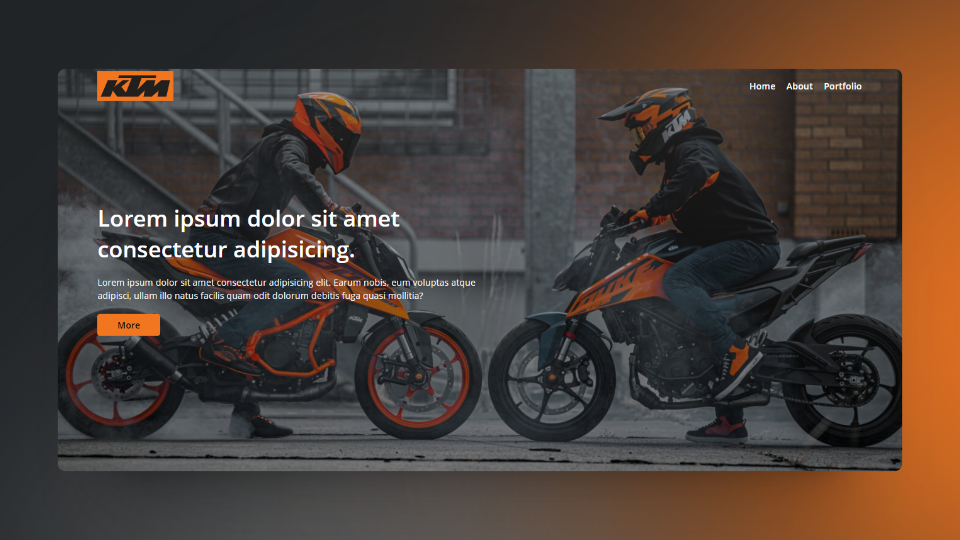 KTM
Home About Portfolio
KTM
Lorem ipsum dolor sit amet
consectetur adipisicing.
Lorem ipsum dolor sit amet consectetur adipisicing elit. Earum nobis, eum voluptas atque
adipisci, ullam illo natus facilis quam odit dolorum debitis fuga quasi mollitia?
More